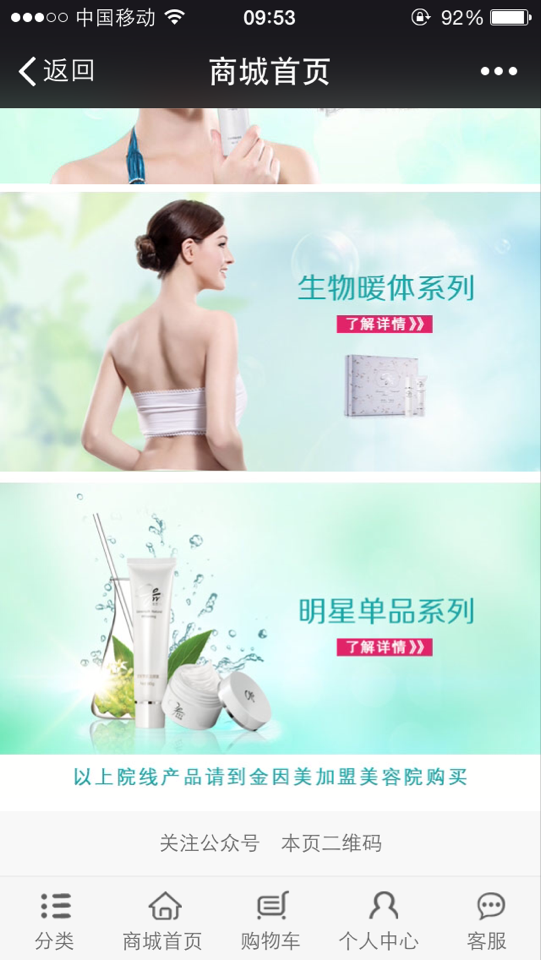 中国移动 09:53 92%
返回 商城首页
生物暖体系列
了解详情》
明星单品系列
了解详情》
以上院线产品请到金因美加盟美容院购买
关注公众号 本页二维码
分类 商城首页 购物车 个人中心 客服